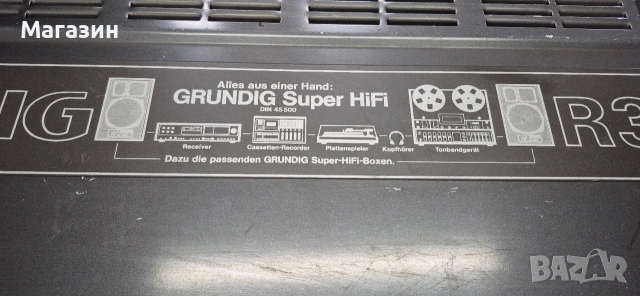 Магазин
Alles aus einer Hand:
GRUNDIG Super HiFi
DIN 45 500
IG
R3
Receiver
Cassetten-Recorder
Plattenspieler
Kopfhörer
Tonbandgerät
Dazu die passenden GRUNDIG Super-HiFi-Boxen.
BAZAR